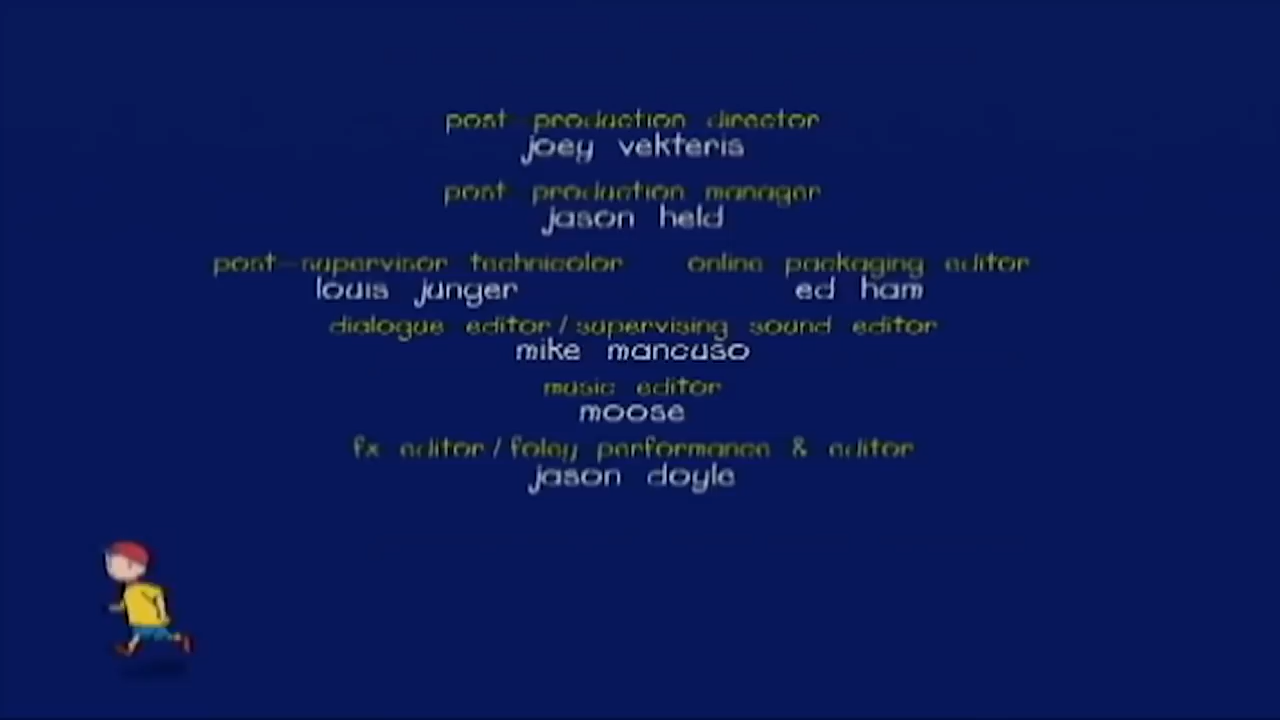 post production director
joey vekteris
post production manager
jason held
post-supervisor technicolor online packaging editor
louis junger ed ham
dialogue editor/supervising sound editor
mike mancuso
music editor
moose
fx editor/foley performance & editor
jason doyle